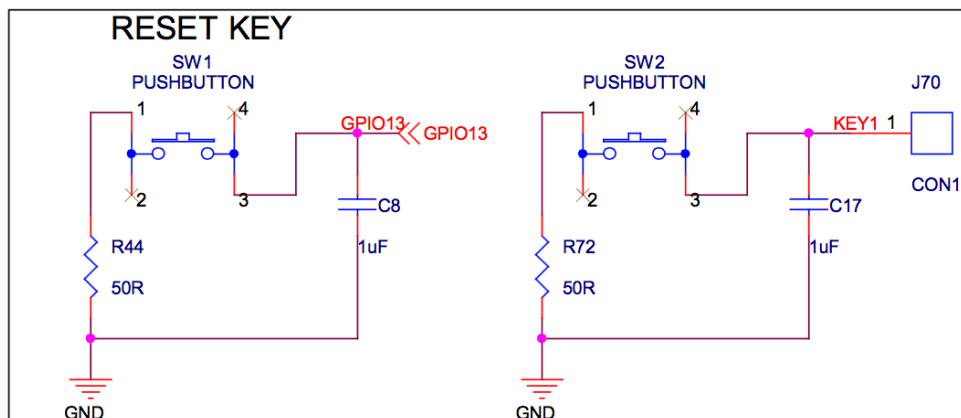 RESET KEY
SW1
PUSHBUTTON
1
4
2
3
GPIO13
GPIO13
C8
1uF
R44
50R
GND
SW2
PUSHBUTTON
1
4
2
3
KEY1
1
J70
CON1
C17
1uF
R72
50R
GND